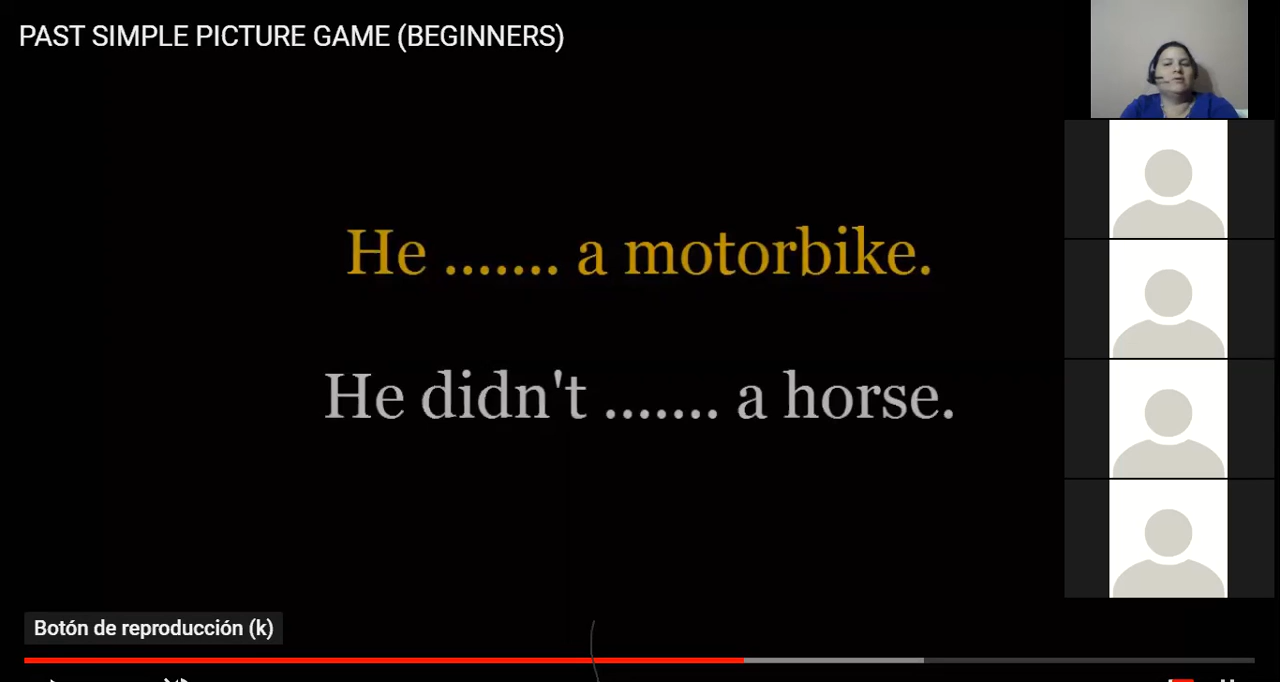 PAST SIMPLE PICTURE GAME (BEGINNERS)
He ....... a motorbike.
He didn't ....... a horse.
Botón de reproducción (k)